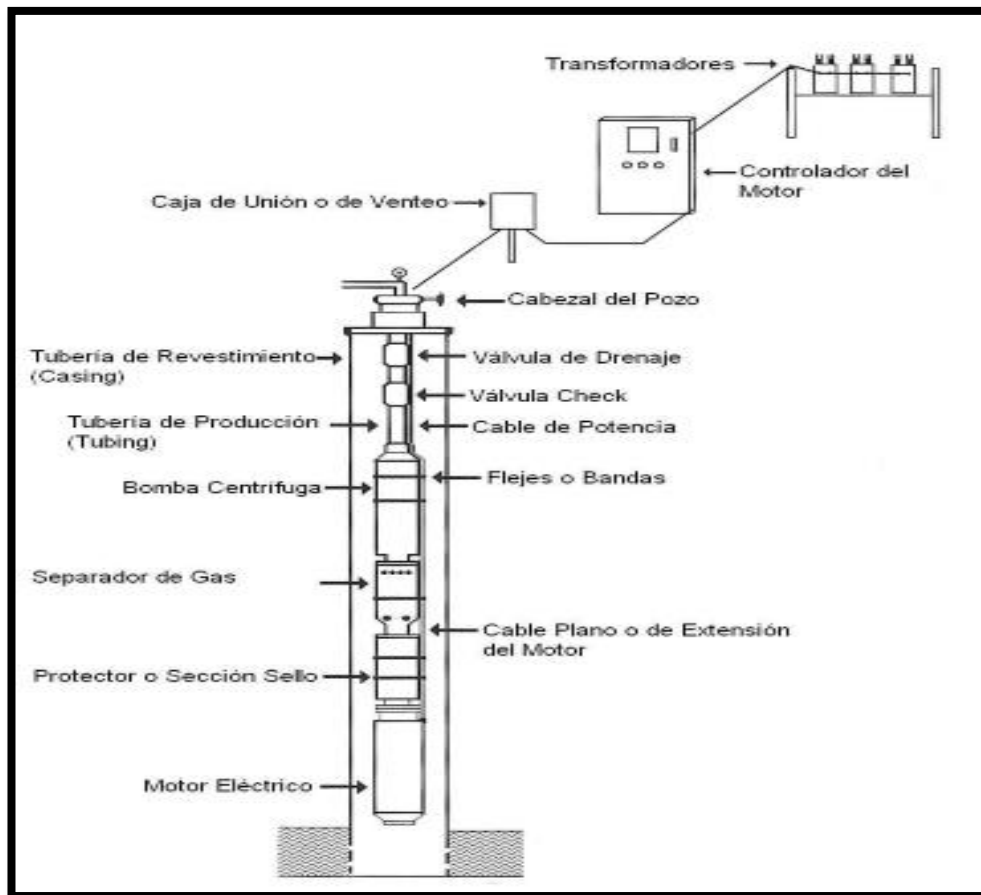 Transformadores
Controlador del
Motor
Caja de Unión o de Venteo
Cabezal del Pozo
Tubería de Revestimiento
(Casing)
Válvula de Drenaje
Válvula Check
Tubería de Producción
(Tubing)
Cable de Potencia
Flejes o Bandas
Bomba Centrífuga
Separador de Gas
Cable Plano o de Extensión
del Motor
Protector o Sección Sello
Motor Eléctrico